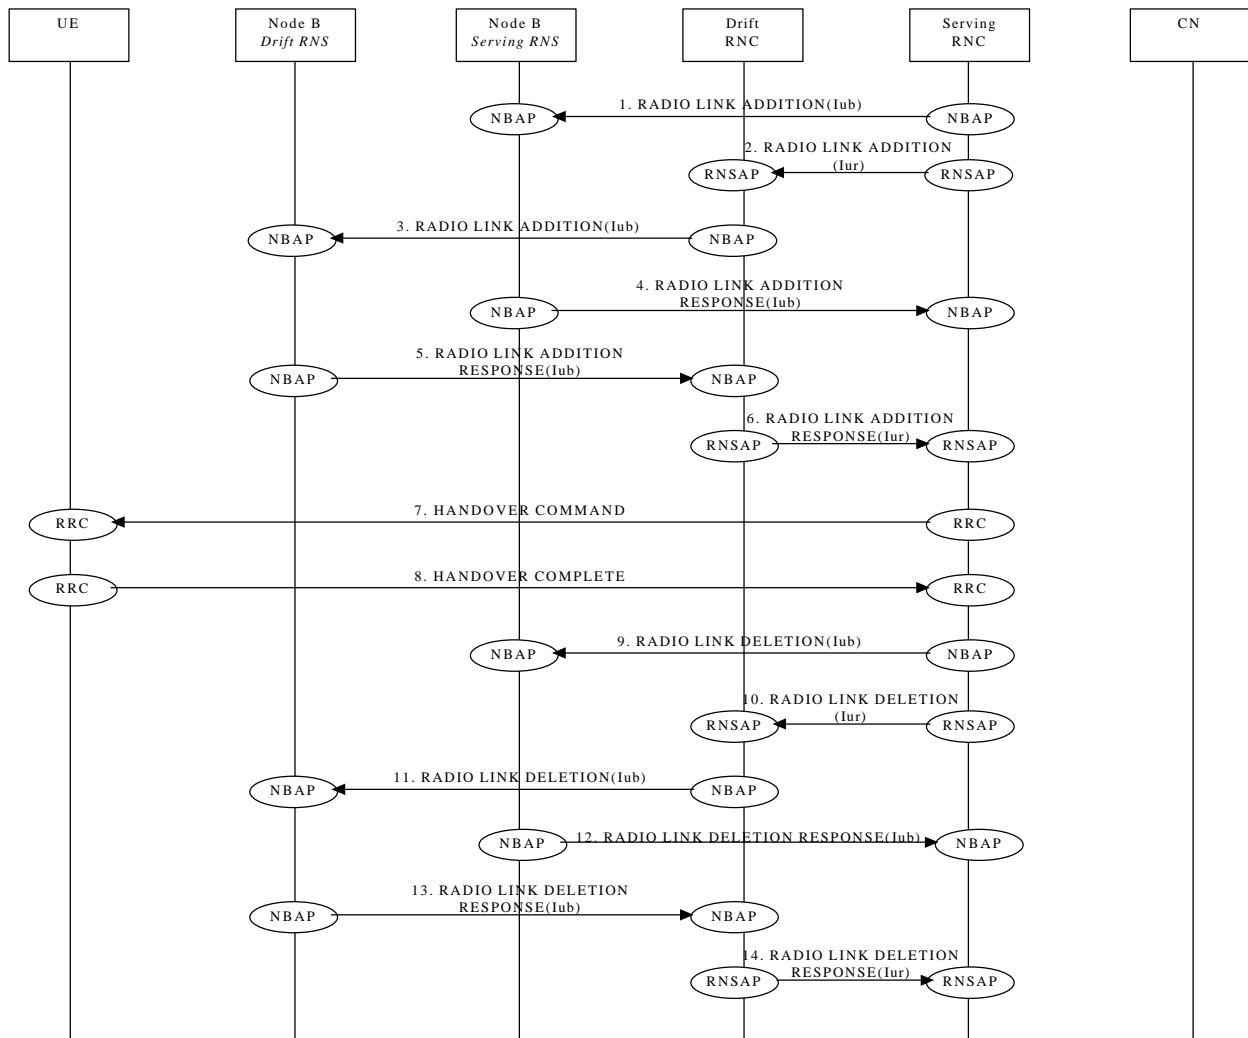 UE
Node B
Drift RNS
Node B
Serving RNS
Drift
RNC
Serving
RNC
CN
1. RADIO LINK ADDITION(Iub)
NBAP
NBAP
2. RADIO LINK ADDITION
(Iur)
RNSAP
RNSAP
3. RADIO LINK ADDITION(Iub)
NBAP
NBAP
4. RADIO LINK ADDITION
RESPONSE(Iub)
NBAP
NBAP
5. RADIO LINK ADDITION
RESPONSE(Iub)
NBAP
NBAP
6. RADIO LINK ADDITION
RESPONSE(Iur)
RNSAP
RNSAP
7. HANDOVER COMMAND
RRC
RRC
8. HANDOVER COMPLETE
RRC
RRC
9. RADIO LINK DELETION(Iub)
NBAP
NBAP
10. RADIO LINK DELETION
(Iur)
RNSAP
RNSAP
11. RADIO LINK DELETION(Iub)
NBAP
NBAP
12. RADIO LINK DELETION RESPONSE(Iub)
NBAP
NBAP
13. RADIO LINK DELETION
RESPONSE(Iub)
NBAP
NBAP
14. RADIO LINK DELETION
RESPONSE(Iur)
RNSAP
RNSAP